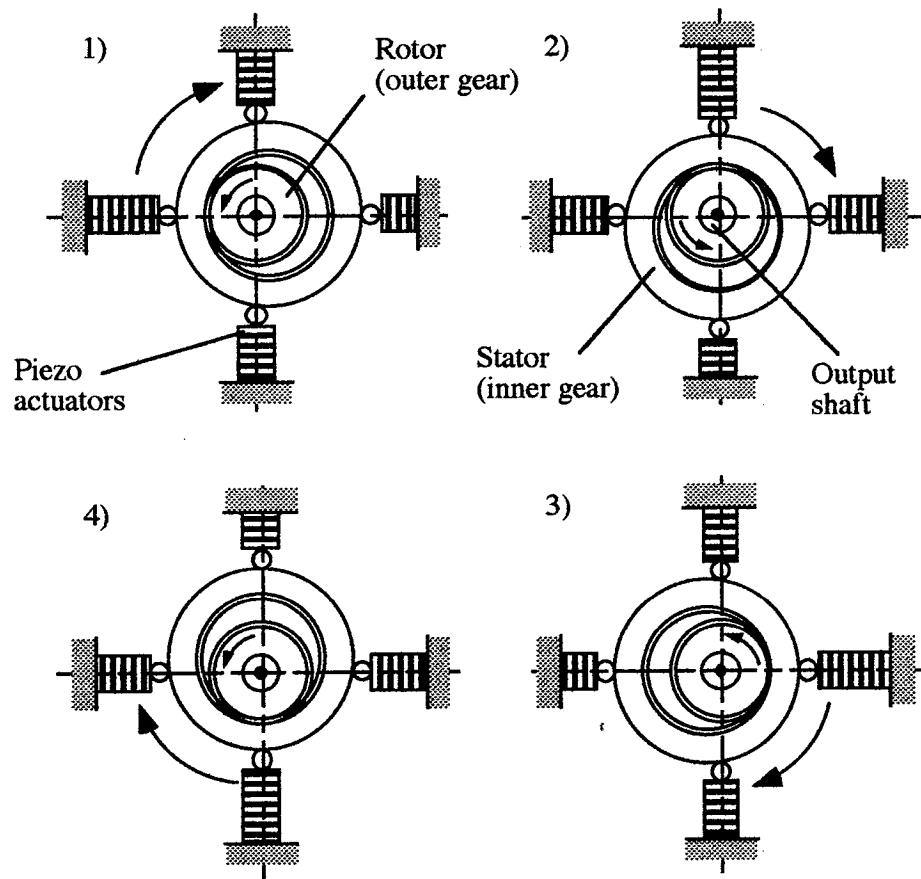 1)
Rotor
(outer gear)
2)
Piezo
actuators
Stator
(inner gear)
Output
shaft
4)
3)